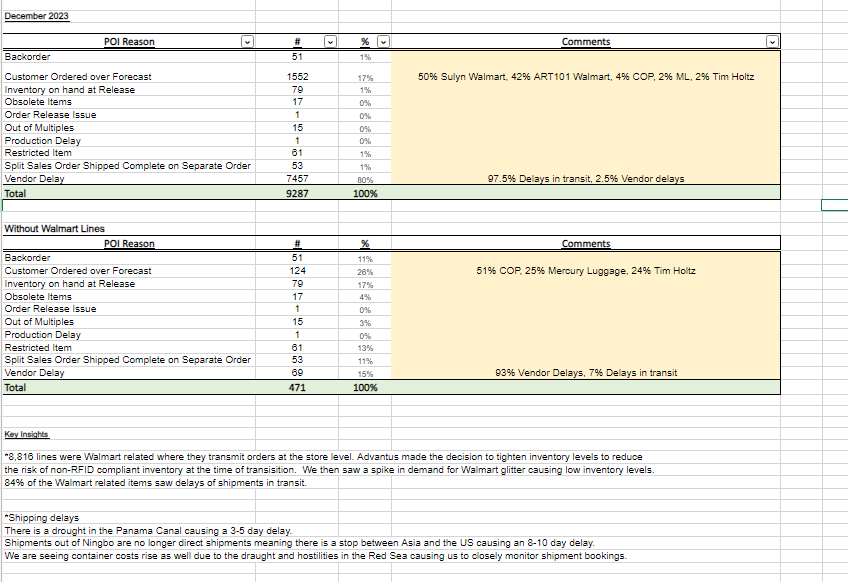 December 2023
POI Reason # % Comments
Backorder 51 1%
Customer Ordered over Forecast 1552 17% 50% Sulyn Walmart, 42% ART101 Walmart, 4% COP, 2% ML, 2% Tim Holtz
Inventory on hand at Release 79 1%
Obsolete Items 17 0%
Order Release Issue 1 0%
Out of Multiples 15 0%
Production Delay 1 0%
Restricted Item 61 1%
Split Sales Order Shipped Complete on Separate Order 53 1%
Vendor Delay 7457 80% 97.5% Delays in transit, 2.5% Vendor delays
Total 9287 100%
Without Walmart Lines
POI Reason # % Comments
Backorder 51 11%
Customer Ordered over Forecast 124 26% 51% COP, 25% Mercury Luggage, 24% Tim Holtz
Inventory on hand at Release 79 17%
Obsolete Items 17 4%
Order Release Issue 1 0%
Out of Multiples 15 3%
Production Delay 1 0%
Restricted Item 61 13%
Split Sales Order Shipped Complete on Separate Order 53 11%
Vendor Delay 69 15% 93% Vendor Delays, 7% Delays in transit
Total 471 100%
Key Insights
*8,816 lines were Walmart related where they transmit orders at the store level. Advantus made the decision to tighten inventory levels to reduce
the risk of non-RFID compliant inventory at the time of transisition. We then saw a spike in demand for Walmart glitter causing low inventory levels.
84% of the Walmart related items saw delays of shipments in transit.
*Shipping delays
There is a drought in the Panama Canal causing a 3-5 day delay.
Shipments out of Ningbo are no longer direct shipments meaning there is a stop between Asia and the US causing an 8-10 day delay.
We are seeing container costs rise as well due to the draught and hostilities in the Red Sea causing us to closely monitor shipment bookings.